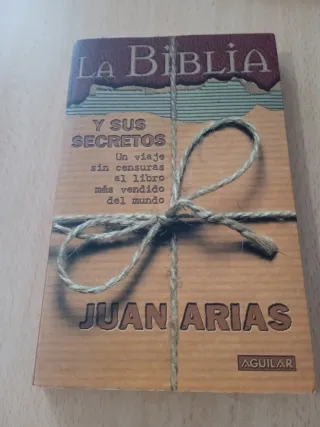 LA BIBLIA
Y SUS
SECRETOS
Un viaje
sin censuras
al libro
más vendido
del mundo
JUAN ARIAS
AGUILAR